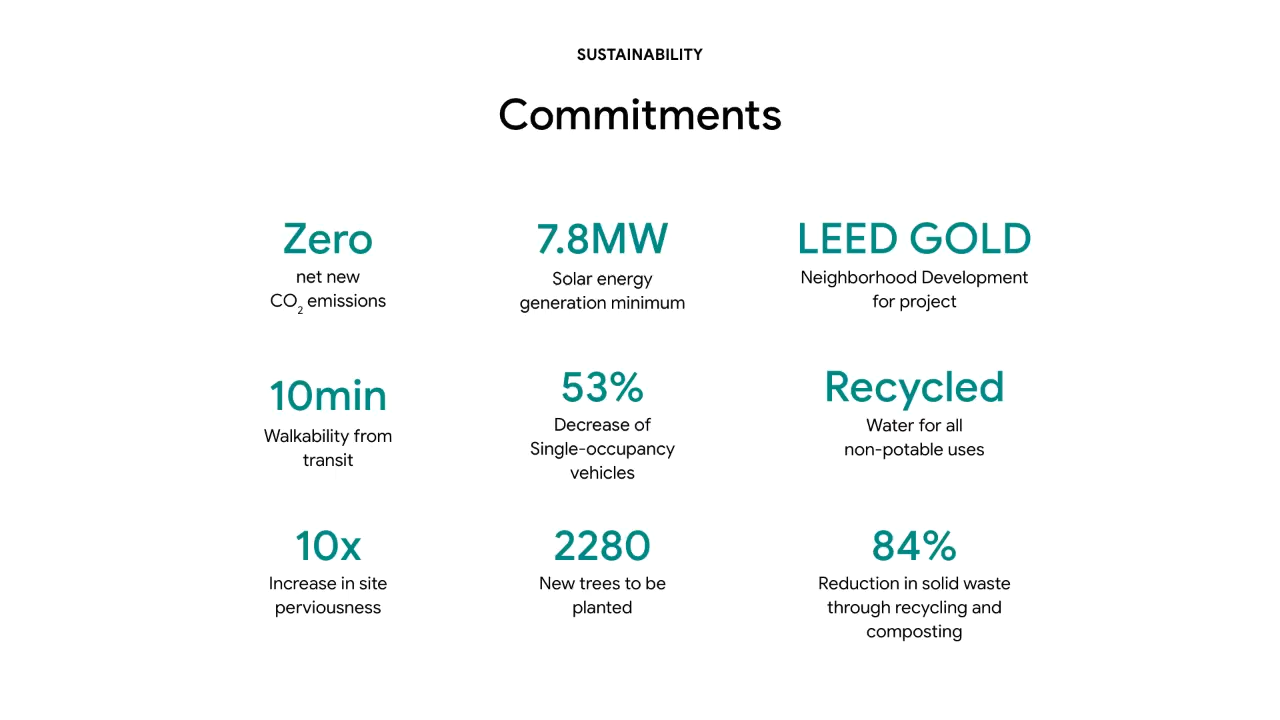 SUSTAINABILITY
Commitments
Zero
net new
CO₂ emissions
7.8MW
Solar energy
generation minimum
LEED GOLD
Neighborhood Development
for project
10min
Walkability from
transit
53%
Decrease of
Single-occupancy
vehicles
Recycled
Water for all
non-potable uses
10x
Increase in site
perviousness
2280
New trees to be
planted
84%
Reduction in solid waste
through recycling and
composting